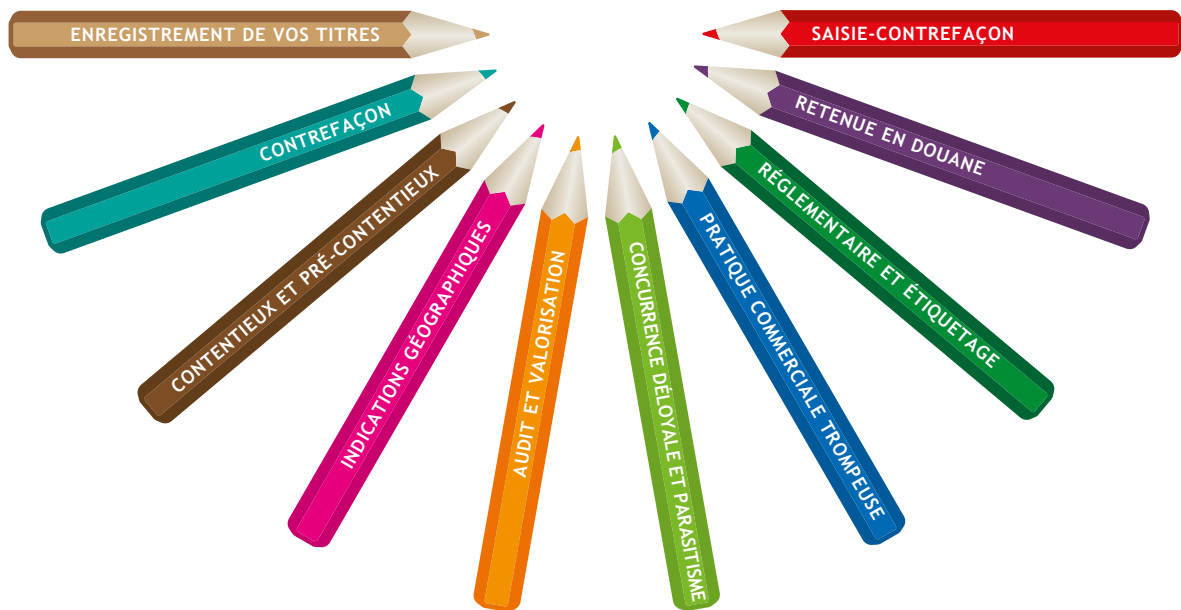 ENREGISTREMENT DE VOS TITRES
CONTREFAÇON
CONTENTIEUX ET PRÉ-CONTENTIEUX
INDICATIONS GÉOGRAPHIQUES
AUDIT ET VALORISATION
CONCURRENCE DÉLOYALE ET PARASITISME
PRATIQUE COMMERCIALE TROMPEUSE
RÉGLEMENTAIRE ET ÉTIQUETAGE
RETENUE EN DOUANE
SAISIE-CONTREFAÇON